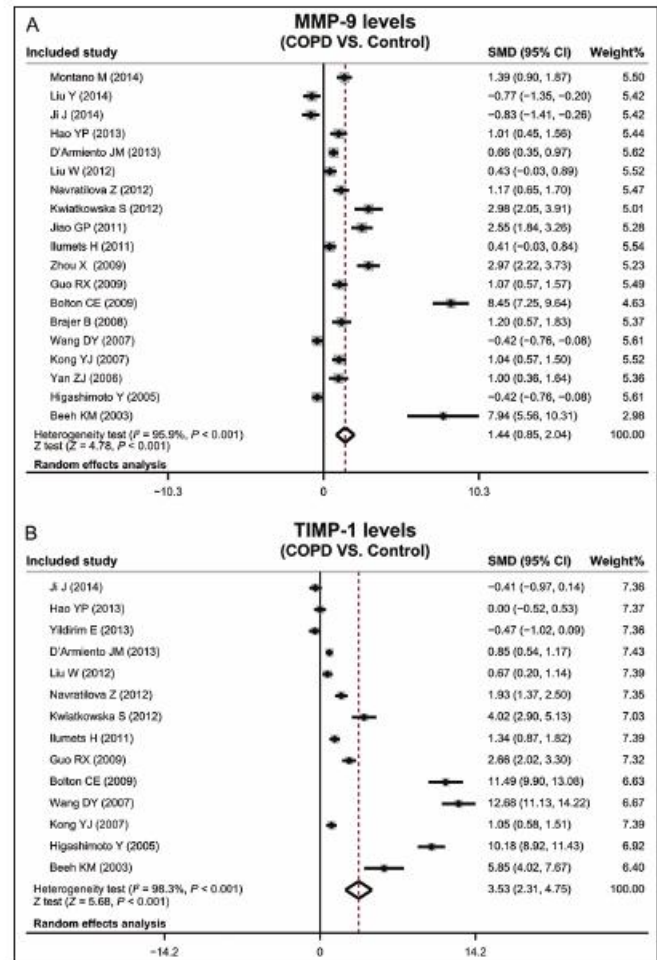 A
MMP-9 levels
(COPD VS. Control)
Included study SMD (95% CI) Weight%
Montano M (2014) 1.39 (0.90, 1.87) 5.50
Liu Y (2014) −0.77 (−1.35, −0.20) 5.42
Ji J (2014) −0.83 (−1.41, −0.26) 5.42
Hao YP (2013) 1.01 (0.45, 1.56) 5.44
D'Armiento JM (2013) 0.66 (0.35, 0.97) 5.62
Liu W (2012) 0.43 (−0.03, 0.89) 5.52
Navratilova Z (2012) 1.17 (0.65, 1.70) 5.47
Kwiatkowska S (2012) 2.98 (2.05, 3.91) 5.01
Jiao GP (2011) 2.55 (1.84, 3.26) 5.28
Ilumets H (2011) 0.41 (−0.03, 0.84) 5.54
Zhou X (2009) 2.97 (2.22, 3.73) 5.23
Guo RX (2009) 1.07 (0.57, 1.57) 5.49
Bolton CE (2009) 8.45 (7.25, 9.64) 4.63
Brajer B (2008) 1.20 (0.57, 1.83) 5.37
Wang DY (2007) −0.42 (−0.76, −0.08) 5.61
Kong YJ (2007) 1.04 (0.57, 1.50) 5.52
Yan ZJ (2006) 1.00 (0.36, 1.64) 5.36
Higashimoto Y (2005) −0.42 (−0.76, −0.08) 5.61
Beeh KM (2003) 7.94 (5.56, 10.31) 2.98
Heterogeneity test (I² = 95.9%, P < 0.001) 1.44 (0.85, 2.04) 100.00
Z test (Z = 4.78, P < 0.001)
Random effects analysis
−10.3 0 10.3
B
TIMP-1 levels
(COPD VS. Control)
Included study SMD (95% CI) Weight%
Ji J (2014) −0.41 (−0.97, 0.14) 7.36
Hao YP (2013) 0.00 (−0.52, 0.53) 7.37
Yildirim E (2013) −0.47 (−1.02, 0.09) 7.36
D'Armiento JM (2013) 0.85 (0.54, 1.17) 7.43
Liu W (2012) 0.67 (0.20, 1.14) 7.39
Navratilova Z (2012) 1.93 (1.37, 2.50) 7.35
Kwiatkowska S (2012) 4.02 (2.90, 5.13) 7.03
Ilumets H (2011) 1.34 (0.87, 1.82) 7.39
Guo RX (2009) 2.66 (2.02, 3.30) 7.32
Bolton CE (2009) 11.49 (9.90, 13.08) 6.63
Wang DY (2007) 12.68 (11.13, 14.22) 6.67
Kong YJ (2007) 1.05 (0.58, 1.51) 7.39
Higashimoto Y (2005) 10.18 (8.92, 11.43) 6.92
Beeh KM (2003) 5.85 (4.02, 7.67) 6.40
Heterogeneity test (I² = 98.3%, P < 0.001) 3.53 (2.31, 4.75) 100.00
Z test (Z = 5.68, P < 0.001)
Random effects analysis
−14.2 0 14.2